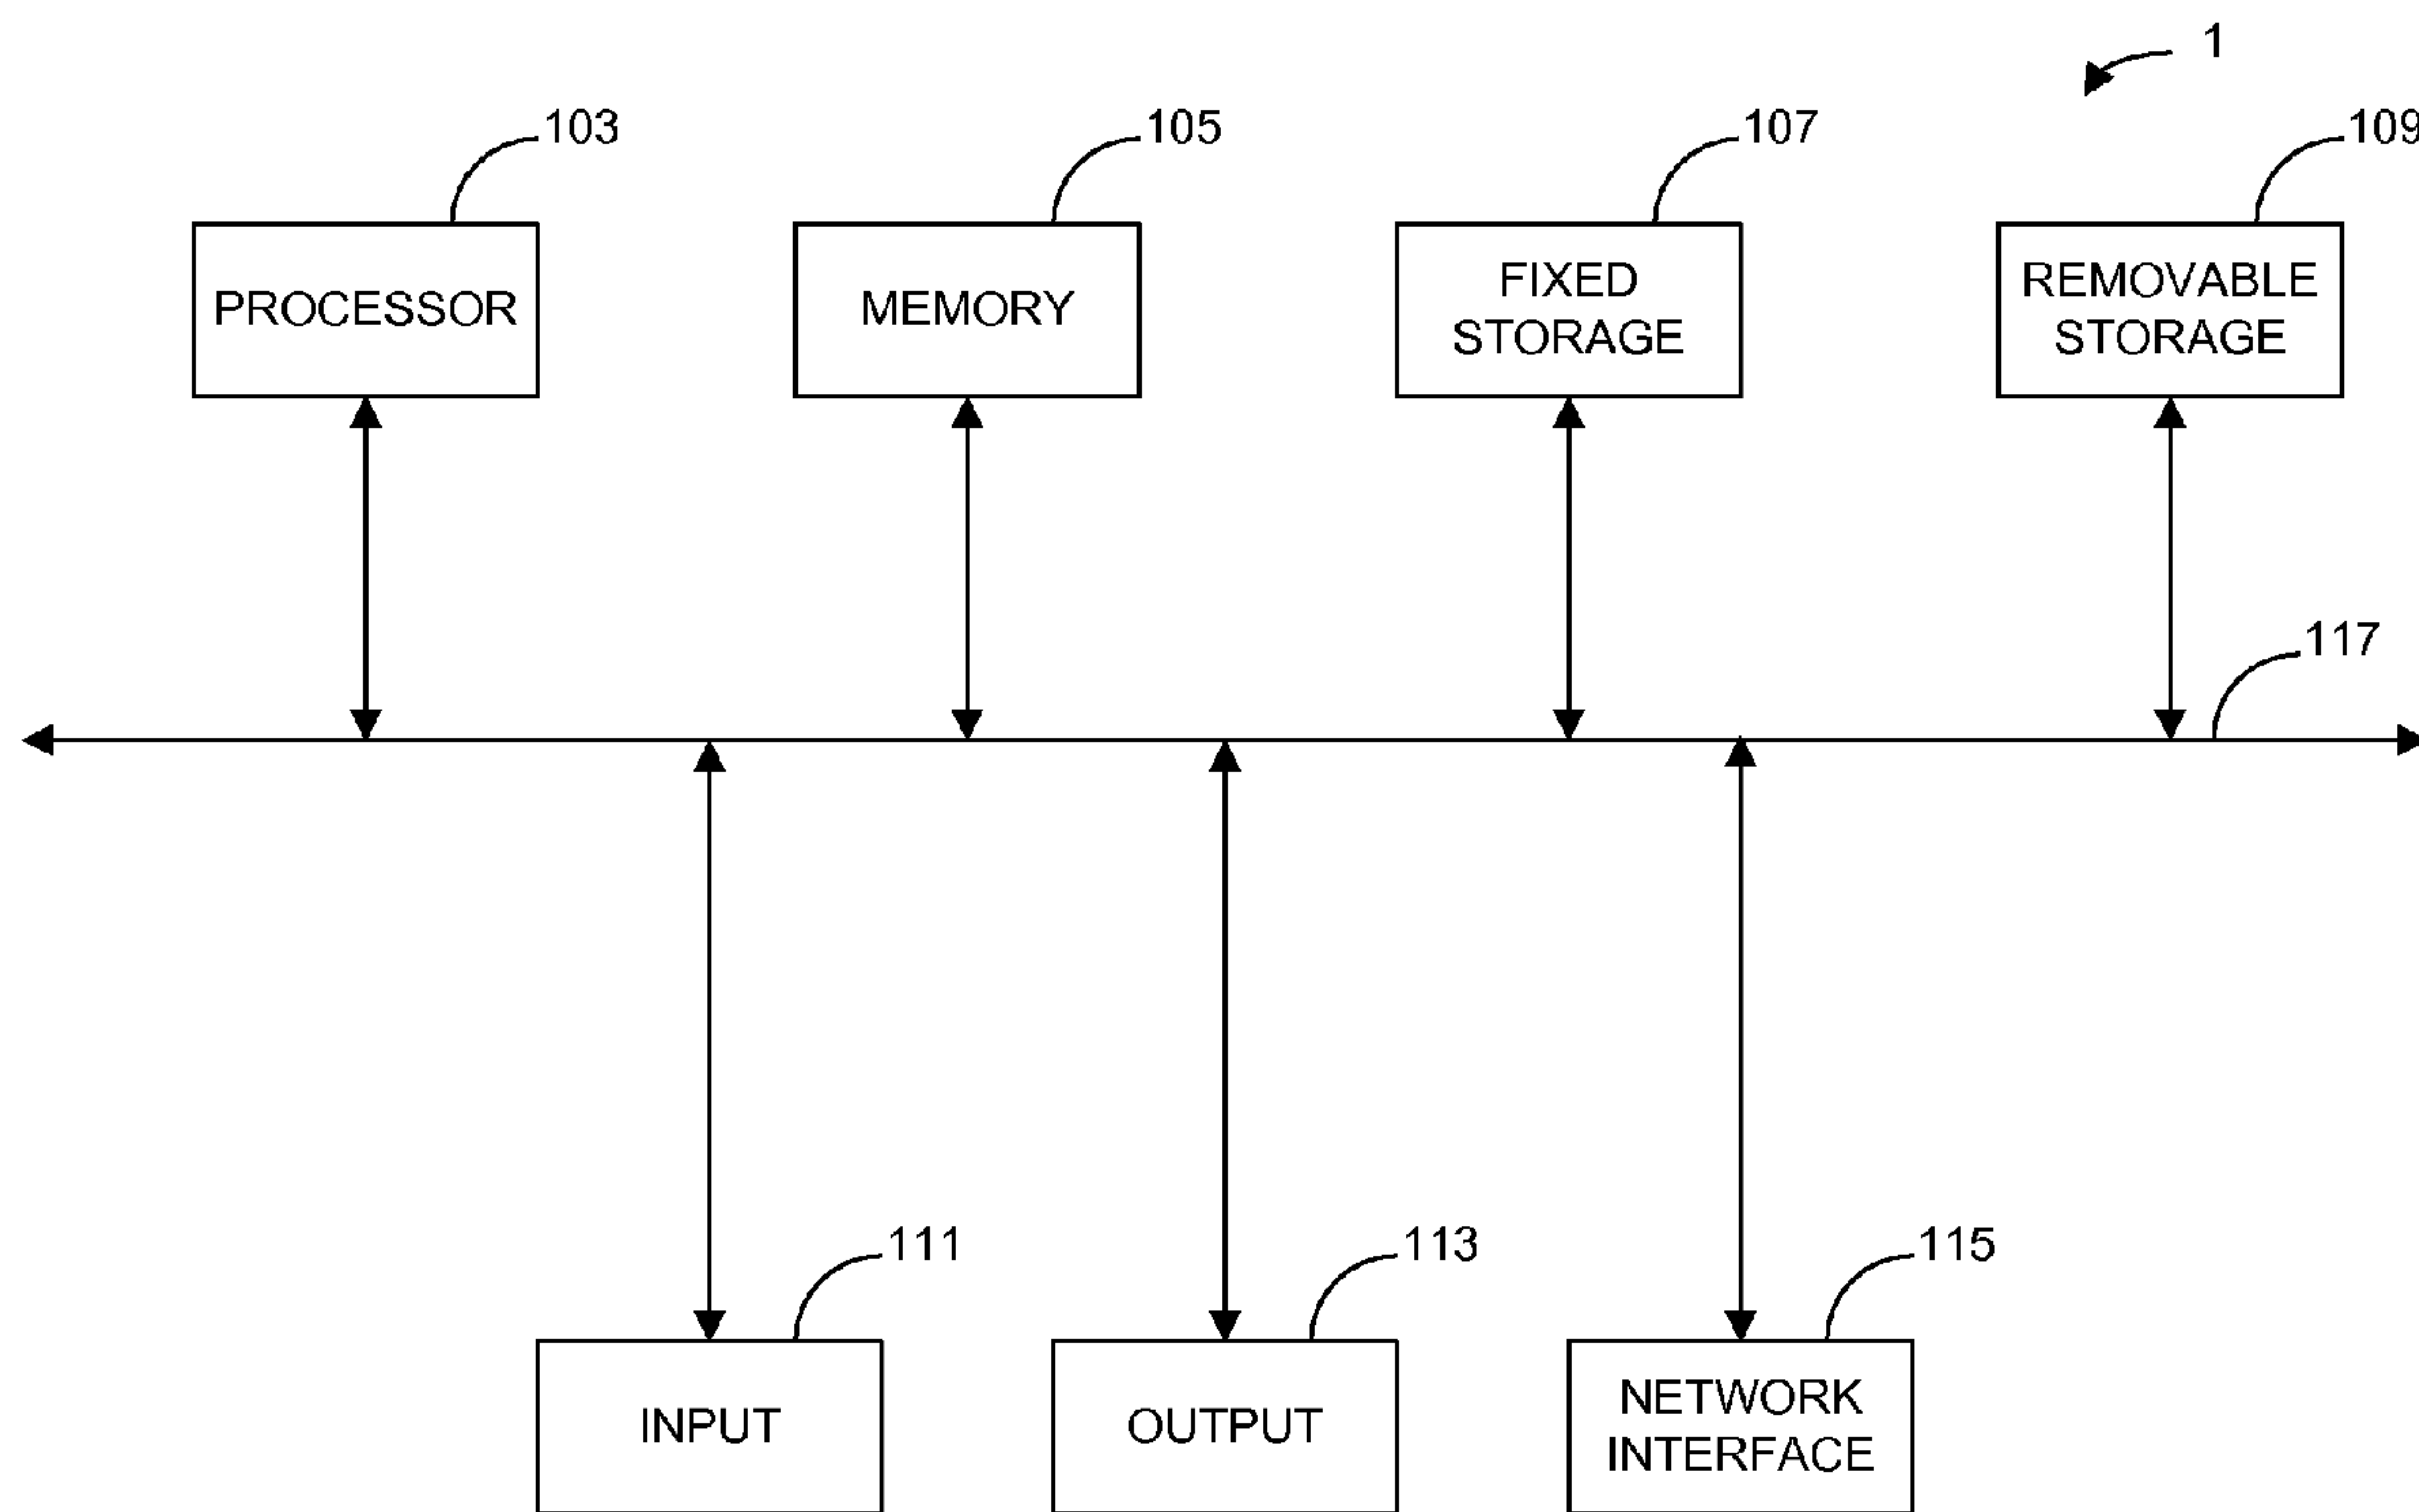 1
103
105
107
109
PROCESSOR
MEMORY
FIXED
STORAGE
REMOVABLE
STORAGE
117
111
113
115
INPUT
OUTPUT
NETWORK
INTERFACE